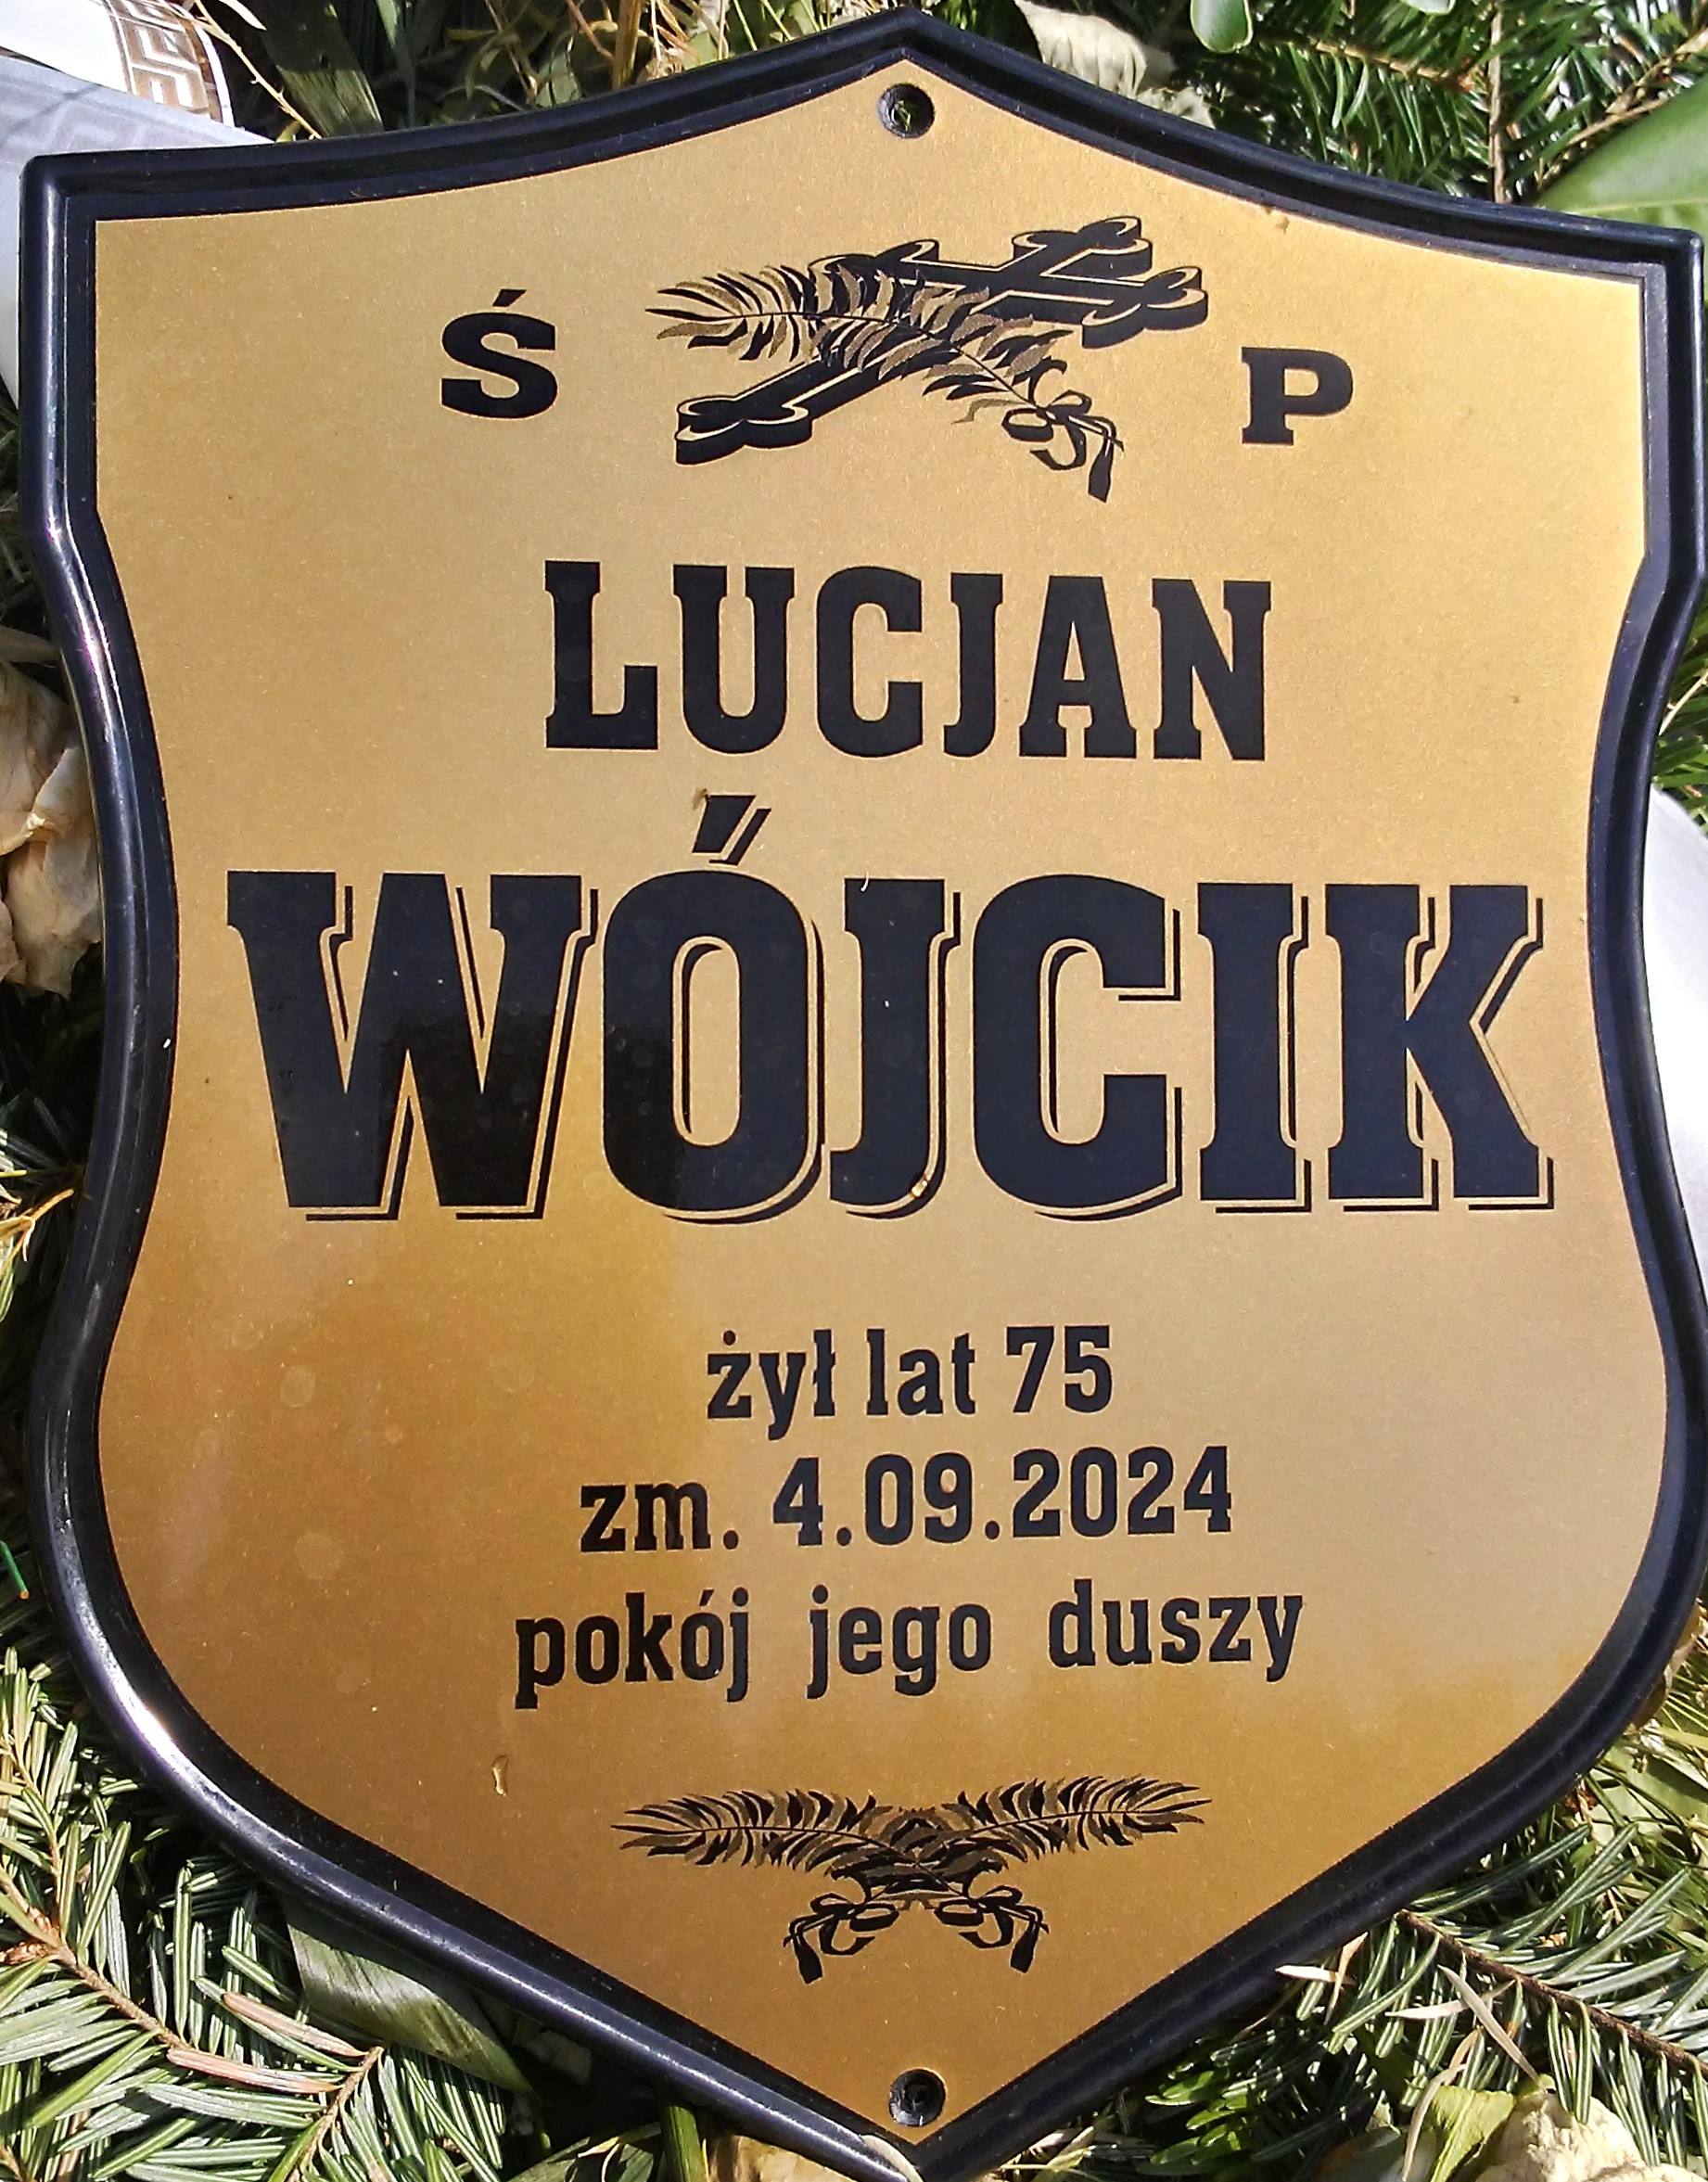 Ś P
LUCJAN
WÓJCIK
żył lat 75
zm. 4.09.2024
pokój jego duszy